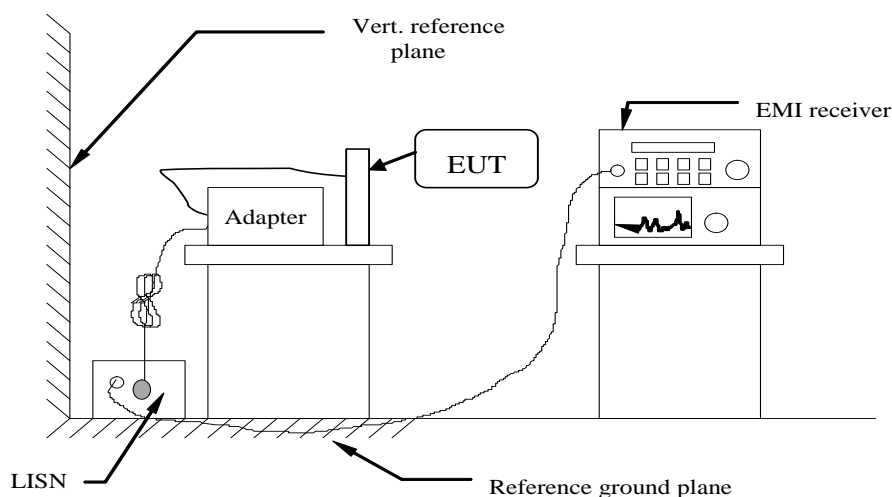 Vert. reference
plane
EMI receiver
EUT
Adapter
LISN
Reference ground plane